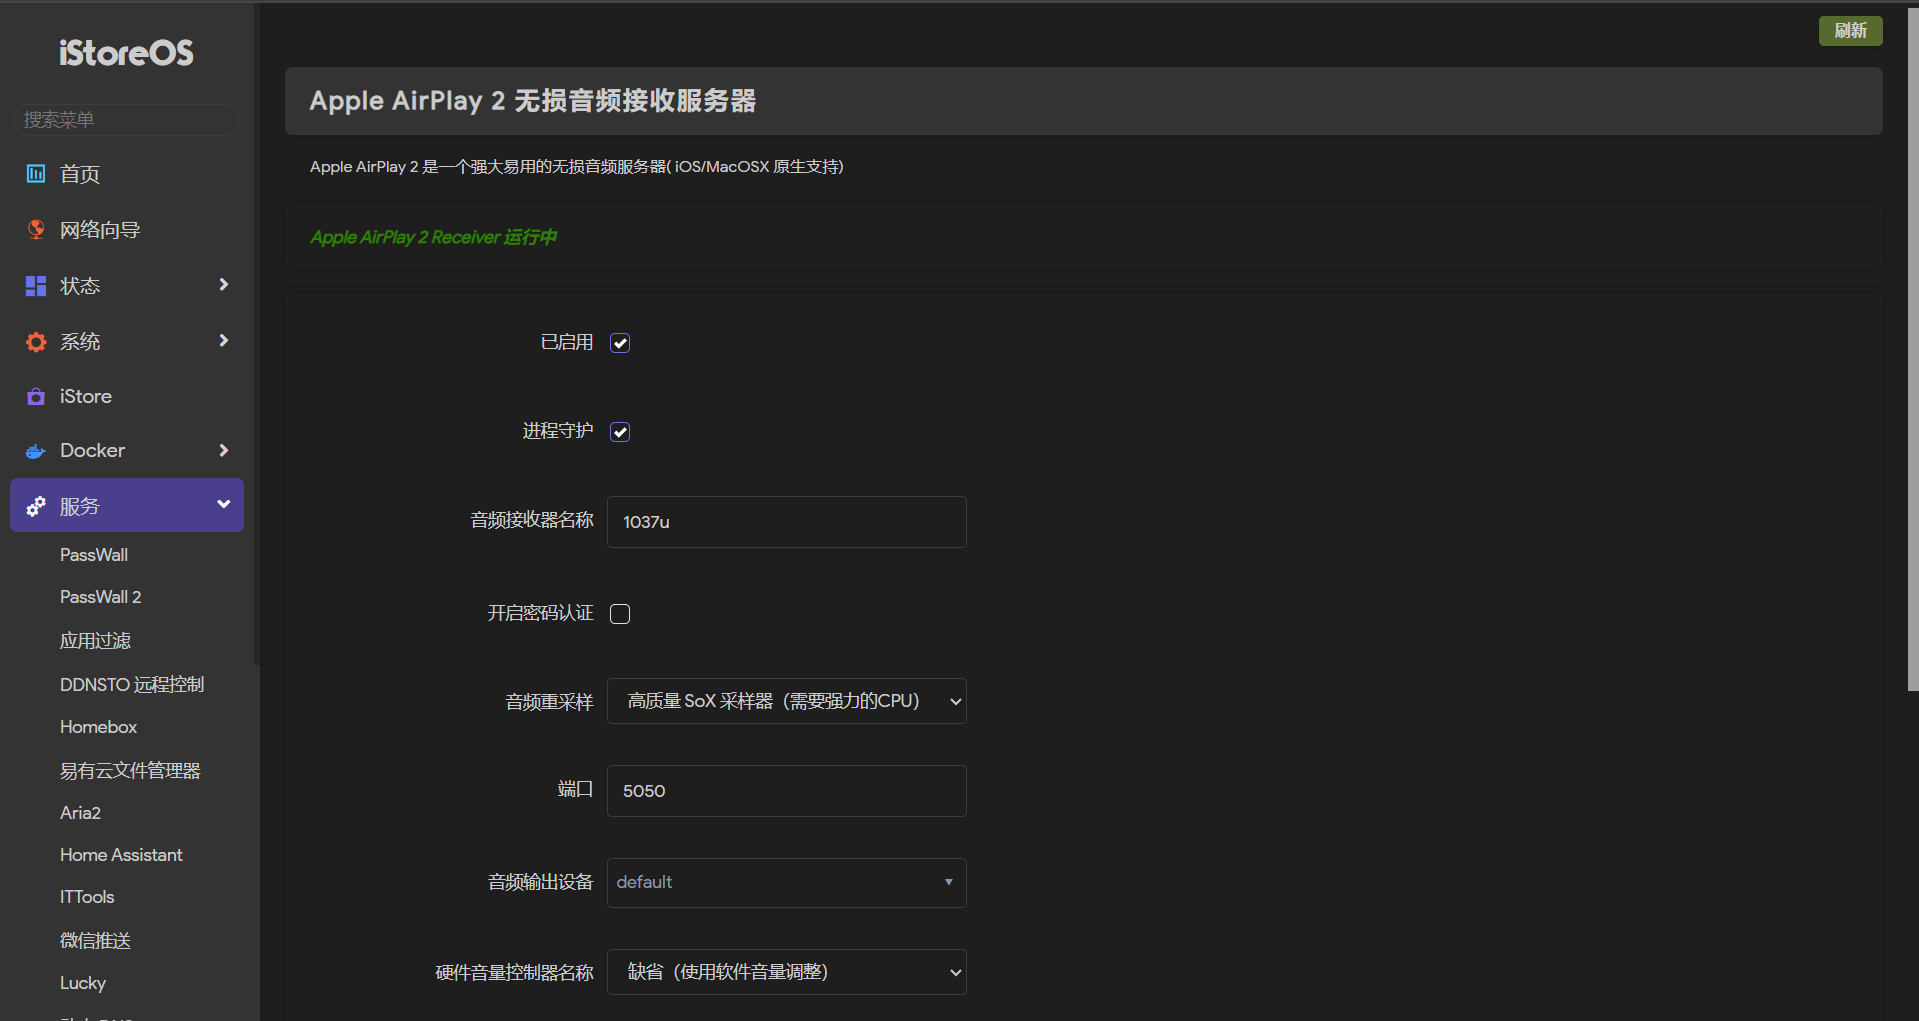 iStoreOS
搜索菜单
首页
网络向导
状态
系统
iStore
Docker
服务
PassWall
PassWall 2
应用过滤
DDNSTO 远程控制
Homebox
易有云文件管理器
Aria2
Home Assistant
ITTools
微信推送
Lucky
刷新
Apple AirPlay 2 无损音频接收服务器
Apple AirPlay 2 是一个强大易用的无损音频服务器( iOS/MacOSX 原生支持)
Apple AirPlay 2 Receiver 运行中
已启用
进程守护
音频接收器名称 1037u
开启密码认证
音频重采样 高质量 SoX 采样器（需要强力的CPU）
端口 5050
音频输出设备 default
硬件音量控制器名称 缺省（使用软件音量调整）